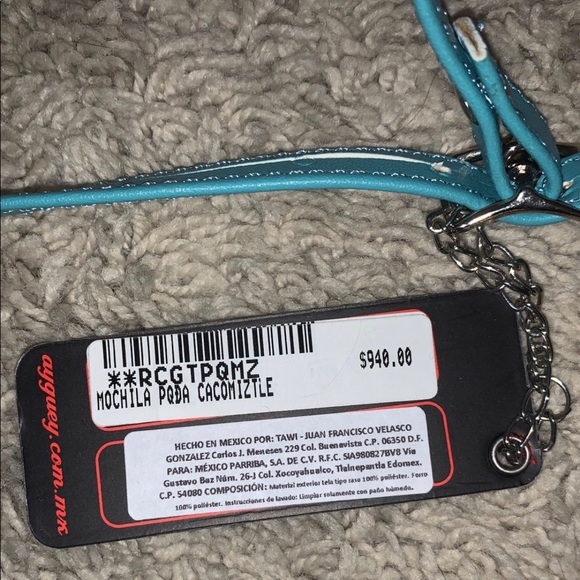 **RCGTPQMZ
MOCHILA PQDA CACOMIZTLE
$940.00
HECHO EN MEXICO POR: TAWI - JUAN FRANCISCO VELASCO
GONZALEZ Carlos J. Meneses 229 Col. Buenavista C.P. 06350 D.F.
PARA: MÉXICO PARRIBA, S.A. DE C.V. R.F.C. SIA980827BV8 Vía
Gustavo Baz Núm. 26-J Col. Xocoyahualco, Tlalnepantla Edomex.
C.P. 54080 COMPOSICIÓN: Material exterior tela tipo raso 100% poliéster. Forro
100% poliéster. Instrucciones de lavado: Limpiar solamente con paño húmedo.
ayguey.com.mx